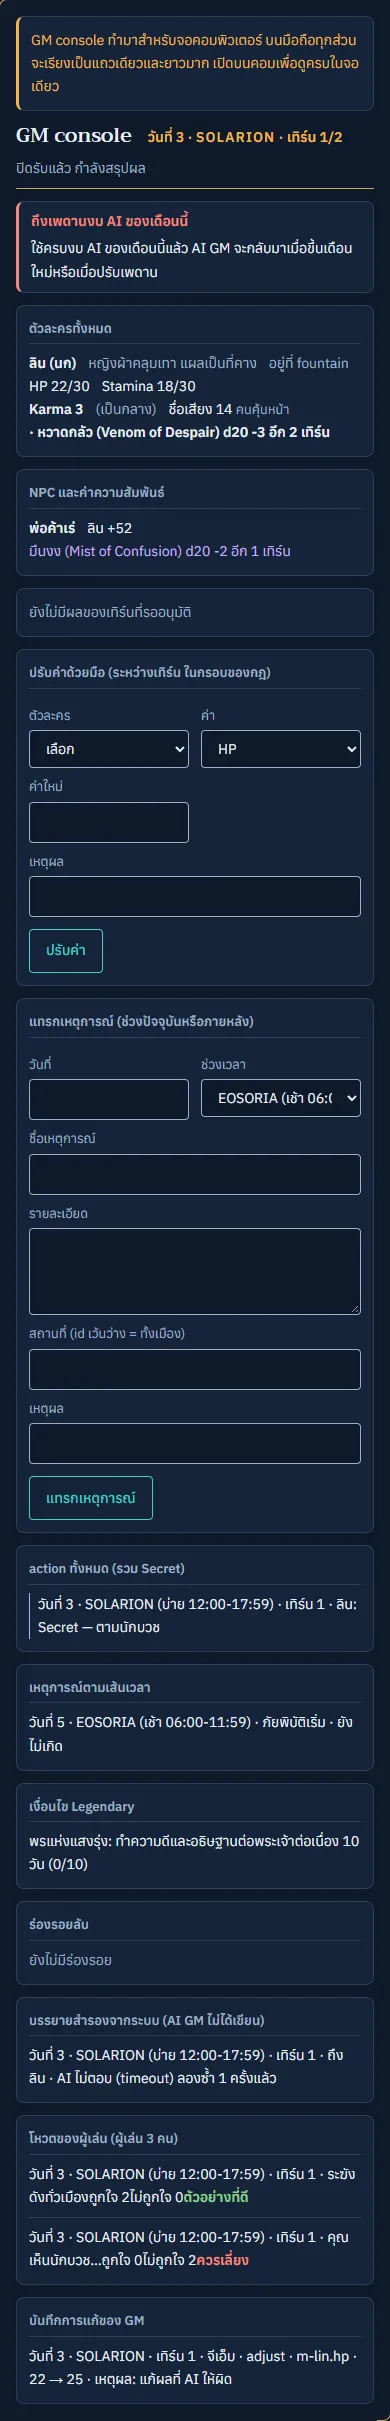 GM console ทำมาสำหรับจอคอมพิวเตอร์ บนมือถือทุกส่วน
จะเรียงเป็นแถวเดียวและยาวมาก เปิดบนคอมเพื่อดูครบในจอ
เดียว
GM console วันที่ 3 · SOLARION · เทิร์น 1/2
ปิดรับแล้ว กำลังสรุปผล
ถึงเพดานงบ AI ของเดือนนี้
ใช้ครบงบ AI ของเดือนนี้แล้ว AI GM จะกลับมาเมื่อขึ้นเดือน
ใหม่หรือเมื่อปรับเพดาน
ตัวละครทั้งหมด
ลิน (นก) หญิงผ้าคลุมเทา แผลเป็นที่คาง อยู่ที่ fountain
HP 22/30 Stamina 18/30
Karma 3 (เป็นกลาง) ชื่อเสียง 14 คนคุ้นหน้า
· หวาดกลัว (Venom of Despair) d20 -3 อีก 2 เทิร์น
NPC และค่าความสัมพันธ์
พ่อค้าเร่ ลิน +52
มึนงง (Mist of Confusion) d20 -2 อีก 1 เทิร์น
ยังไม่มีผลของเทิร์นที่รออนุมัติ
ปรับค่าด้วยมือ (ระหว่างเทิร์น ในกรอบของกฎ)
ตัวละคร ค่า
เลือก HP
ค่าใหม่
เหตุผล
ปรับค่า
แทรกเหตุการณ์ (ช่วงปัจจุบันหรือภายหลัง)
วันที่ ช่วงเวลา
EOSORIA (เช้า 06:0
ชื่อเหตุการณ์
รายละเอียด
สถานที่ (id เว้นว่าง = ทั้งเมือง)
เหตุผล
แทรกเหตุการณ์
action ทั้งหมด (รวม Secret)
วันที่ 3 · SOLARION (บ่าย 12:00-17:59) · เทิร์น 1 · ลิน:
Secret — ตามนักบวช
เหตุการณ์ตามเส้นเวลา
วันที่ 5 · EOSORIA (เช้า 06:00-11:59) · ภัยพิบัติเริ่ม · ยัง
ไม่เกิด
เงื่อนไข Legendary
พรแห่งแสงรุ่ง: ทำความดีและอธิษฐานต่อพระเจ้าต่อเนื่อง 10
วัน (0/10)
ร่องรอยลับ
ยังไม่มีร่องรอย
บรรยายสำรองจากระบบ (AI GM ไม่ได้เขียน)
วันที่ 3 · SOLARION (บ่าย 12:00-17:59) · เทิร์น 1 · ถึง
ลิน · AI ไม่ตอบ (timeout) ลองซ้ำ 1 ครั้งแล้ว
โหวตของผู้เล่น (ผู้เล่น 3 คน)
วันที่ 3 · SOLARION (บ่าย 12:00-17:59) · เทิร์น 1 · ระฆัง
ดังทั่วเมืองถูกใจ 2ไม่ถูกใจ 0ตัวอย่างที่ดี
วันที่ 3 · SOLARION (บ่าย 12:00-17:59) · เทิร์น 1 · คุณ
เห็นนักบวช...ถูกใจ 0ไม่ถูกใจ 2ควรเลี่ยง
บันทึกการแก้ของ GM
วันที่ 3 · SOLARION · เทิร์น 1 · จีเอ็ม · adjust · m-lin.hp ·
22 → 25 · เหตุผล: แก้ผลที่ AI ให้ผิด